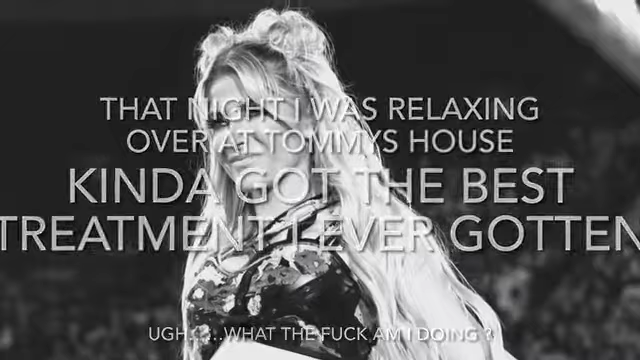 THAT NIGHT I WAS RELAXING
OVER AT TOMMYS HOUSE
KINDA GOT THE BEST
TREATMENT I EVER GOTTEN
UGH......WHAT THE FUCK AM I DOING ?